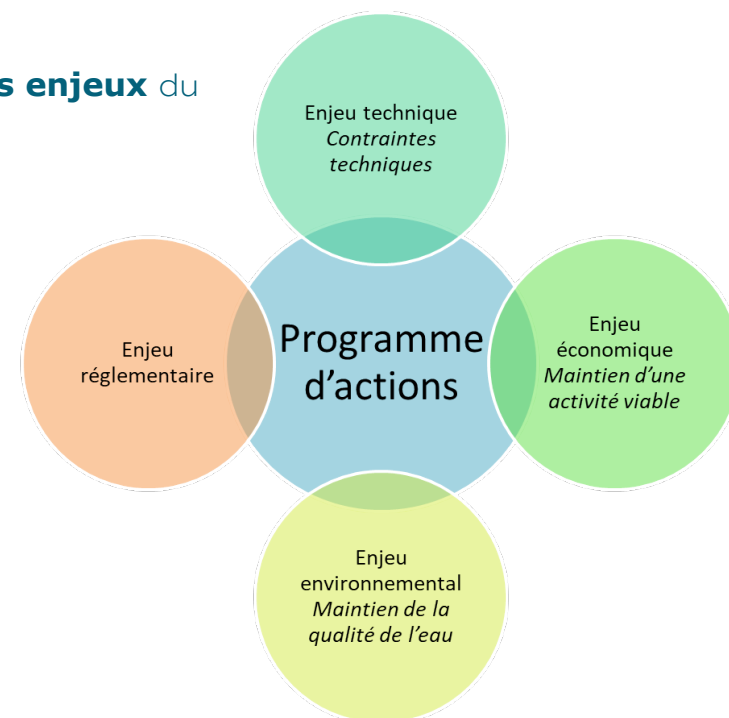 s enjeux du
Enjeu technique
Contraintes
techniques
Enjeu
réglementaire
Programme
d’actions
Enjeu
économique
Maintien d’une
activité viable
Enjeu
environnemental
Maintien de la
qualité de l’eau